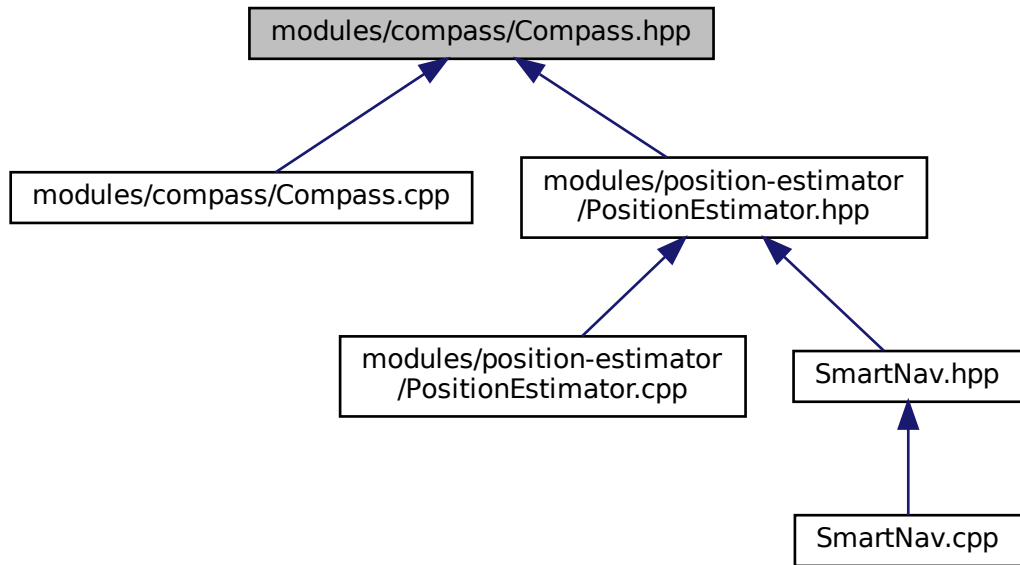 modules/compass/Compass.hpp
modules/compass/Compass.cpp
modules/position-estimator
/PositionEstimator.hpp
modules/position-estimator
/PositionEstimator.cpp
SmartNav.hpp
SmartNav.cpp